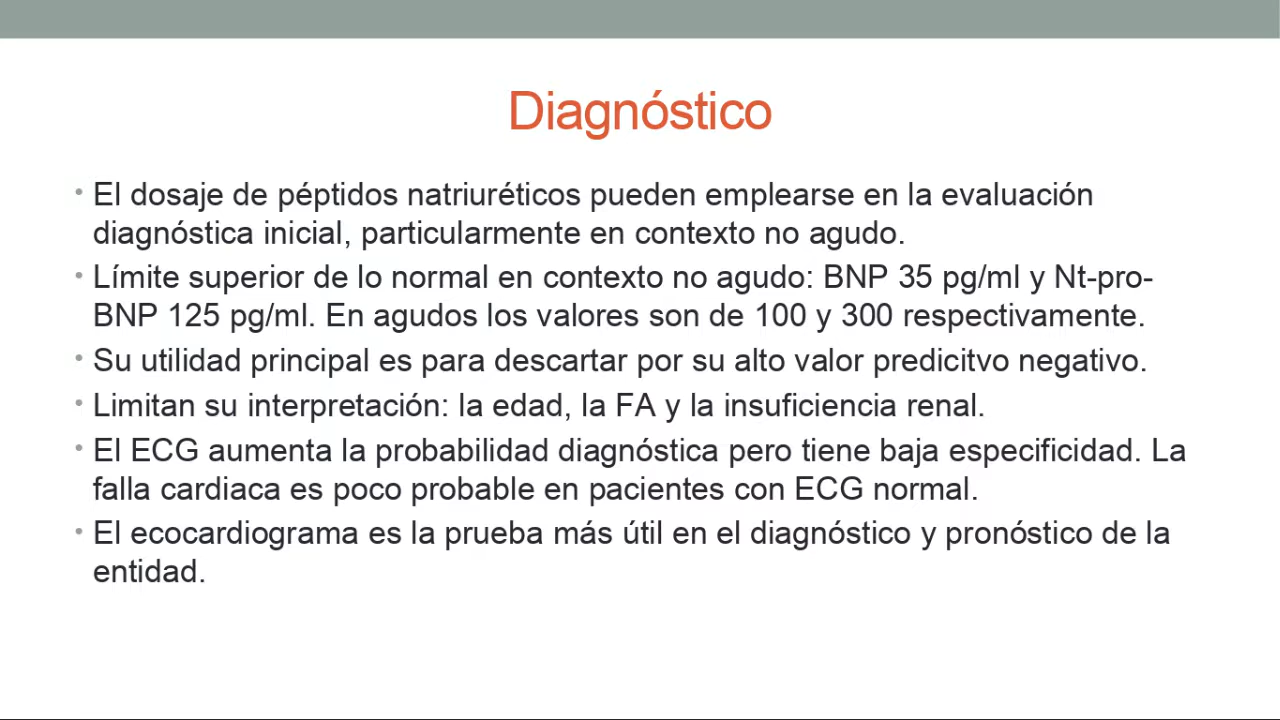 Diagnóstico
• El dosaje de péptidos natriuréticos pueden emplearse en la evaluación
diagnóstica inicial, particularmente en contexto no agudo.
• Límite superior de lo normal en contexto no agudo: BNP 35 pg/ml y Nt-pro-
BNP 125 pg/ml. En agudos los valores son de 100 y 300 respectivamente.
• Su utilidad principal es para descartar por su alto valor predicitvo negativo.
• Limitan su interpretación: la edad, la FA y la insuficiencia renal.
• El ECG aumenta la probabilidad diagnóstica pero tiene baja especificidad. La
falla cardiaca es poco probable en pacientes con ECG normal.
• El ecocardiograma es la prueba más útil en el diagnóstico y pronóstico de la
entidad.